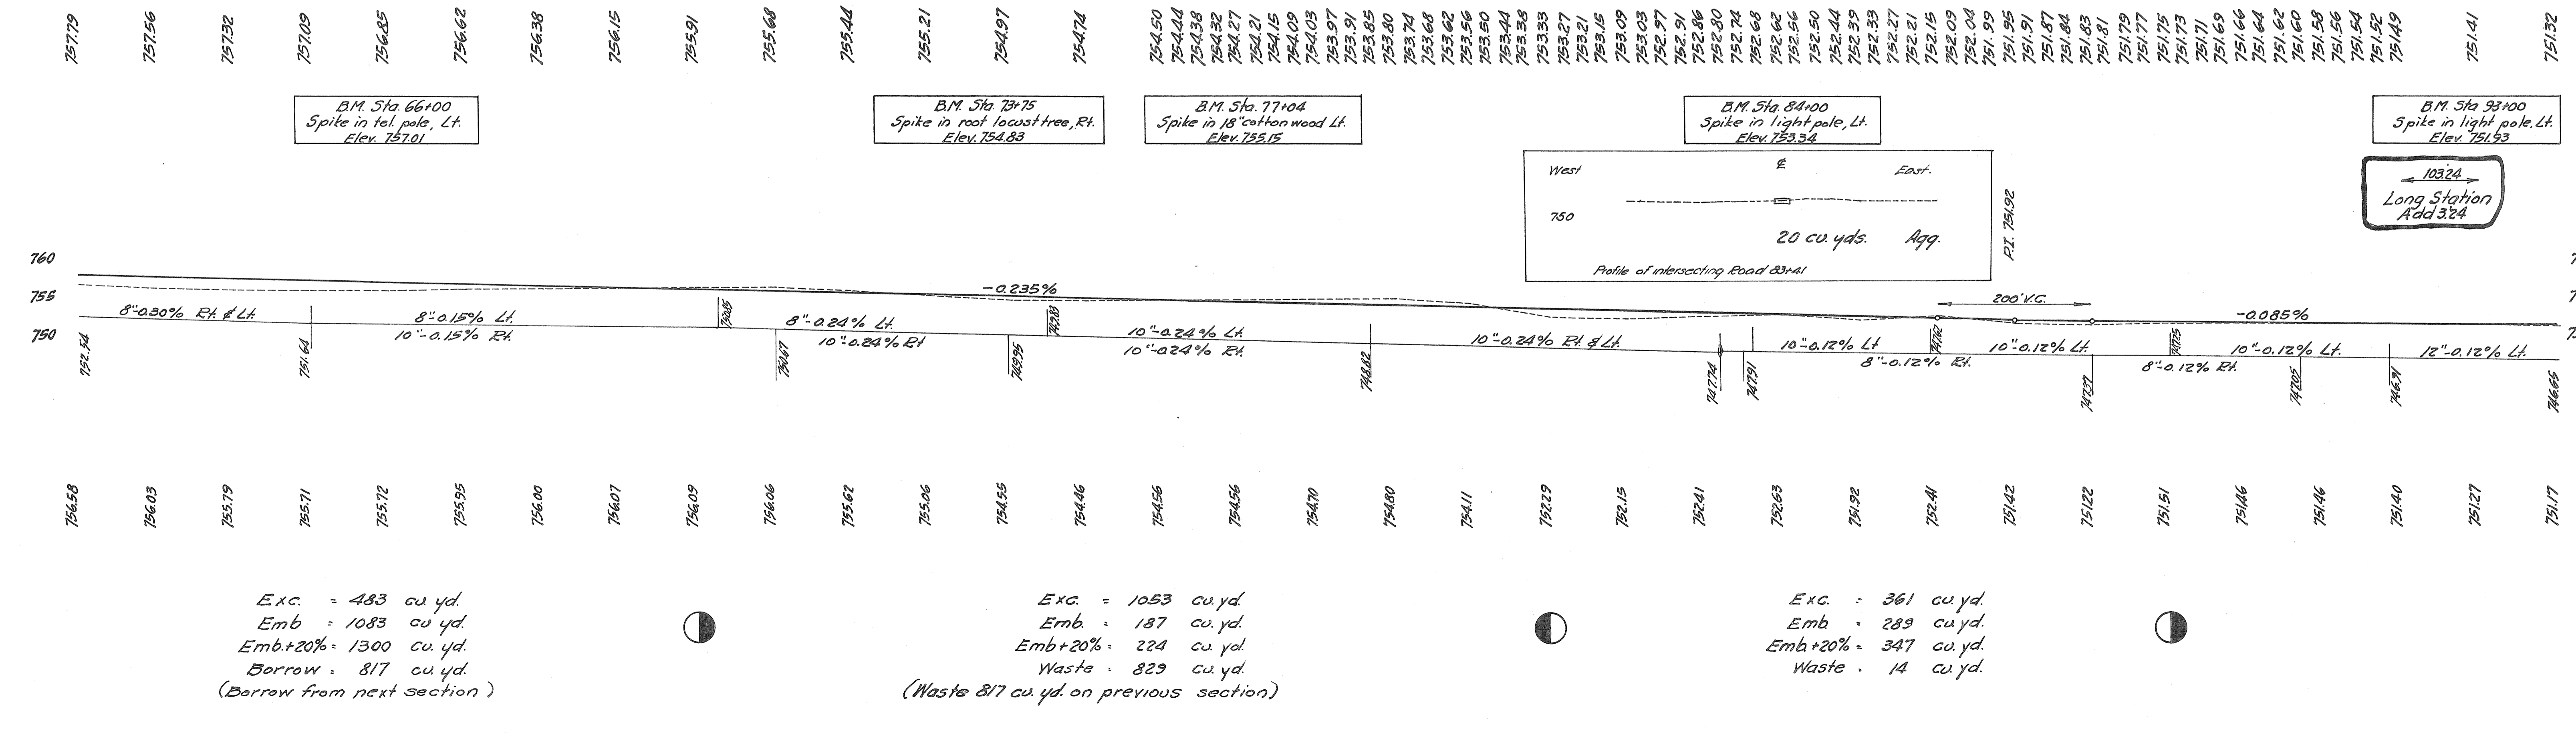 757.79 757.56 757.32 757.09 756.85 756.62 756.38 756.15 755.91 755.68 755.44 755.21 754.97 754.74 754.50 754.44 754.38 754.32 754.27 754.21 754.15 754.09 754.03 753.97 753.91 753.85 753.80 753.74 753.68 753.62 753.56 753.50 753.44 753.38 753.33 753.27 753.21 753.15 753.09 753.03 752.97 752.91 752.86 752.80 752.74 752.68 752.62 752.56 752.50 752.44 752.39 752.33 752.27 752.21 752.15 752.09 752.04 751.99 751.95 751.91 751.87 751.84 751.83 751.81 751.79 751.77 751.75 751.73 751.71 751.69 751.66 751.64 751.62 751.60 751.58 751.56 751.54 751.52 751.49 751.41 751.32
B.M. Sta. 66+00
Spike in tel. pole, Lt.
Elev. 757.01
B.M. Sta. 73+75
Spike in root locust tree, Rt.
Elev. 754.83
B.M. Sta. 77+04
Spike in 18" cotton wood Lt.
Elev. 755.15
B.M. Sta. 84+00
Spike in light pole, Lt.
Elev. 753.34
B.M. Sta 93+00
Spike in light pole, Lt.
Elev. 751.93
West ℄ East.
750
20 cu. yds. Agg.
Profile of intersecting Road 83+41
P.I. 751.92
103.24
Long Station
Add 3.24
760
755
750
-0.235%
200' V.C.
-0.085%
8"-0.30% Rt. & Lt.
8"-0.15% Lt.
10"-0.15% Rt.
8"-0.24% Lt.
10"-0.24% Rt
10"-0.24% Lt.
10"-0.24% Rt.
10"-0.24% Rt & Lt.
10"-0.12% Lt
8"-0.12% Rt.
10"-0.12% Lt.
8"-0.12% Rt.
10"-0.12% Lt.
12"-0.12% Lt.
752.54 751.64 750.85 750.67 749.95 749.83 748.82 747.74 747.91 747.62 747.37 747.25 747.05 746.91 746.65
756.58 756.03 755.79 755.71 755.72 755.95 756.00 756.07 756.09 756.06 755.62 755.06 754.55 754.46 754.56 754.56 754.70 754.80 754.11 752.29 752.15 752.41 752.63 751.92 752.41 751.42 751.22 751.51 751.46 751.46 751.40 751.27 751.17
Exc. = 483 cu. yd.
Emb = 1083 cu yd.
Emb.+20% = 1300 cu. yd.
Borrow = 817 cu. yd.
(Borrow from next section)
Exc. = 1053 cu. yd.
Emb. = 187 cu. yd.
Emb+20% = 224 cu. yd.
Waste = 829 cu. yd.
(Waste 817 cu. yd. on previous section)
Exc. = 361 cu. yd.
Emb. = 289 cu. yd.
Emb.+20% = 347 cu. yd.
Waste = 14 cu. yd.